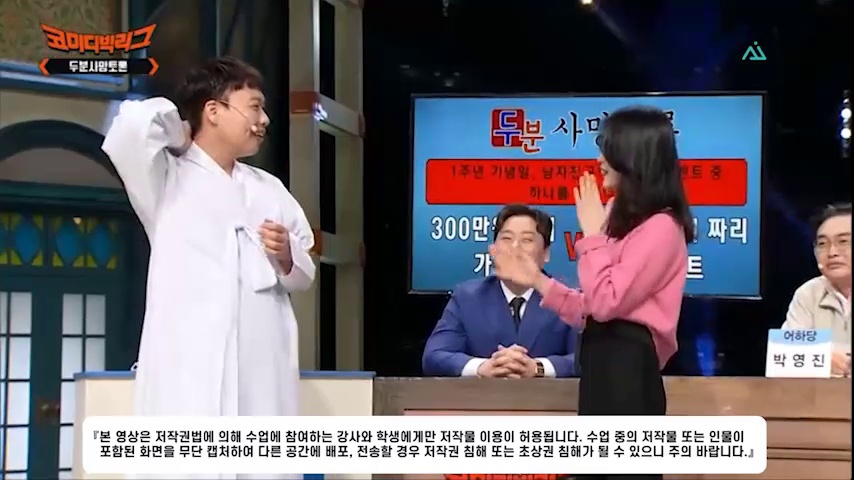 코미디빅리그
두분사망토론
두분 사망
1주년 기념일, 남자친구 중
하나를
300만원 짜리
어하당
박영진
『본 영상은 저작권법에 의해 수업에 참여하는 강사와 학생에게만 저작물 이용이 허용됩니다. 수업 중의 저작물 또는 인물이
포함된 화면을 무단 캡처하여 다른 공간에 배포, 전송할 경우 저작권 침해 또는 초상권 침해가 될 수 있으니 주의 바랍니다.』